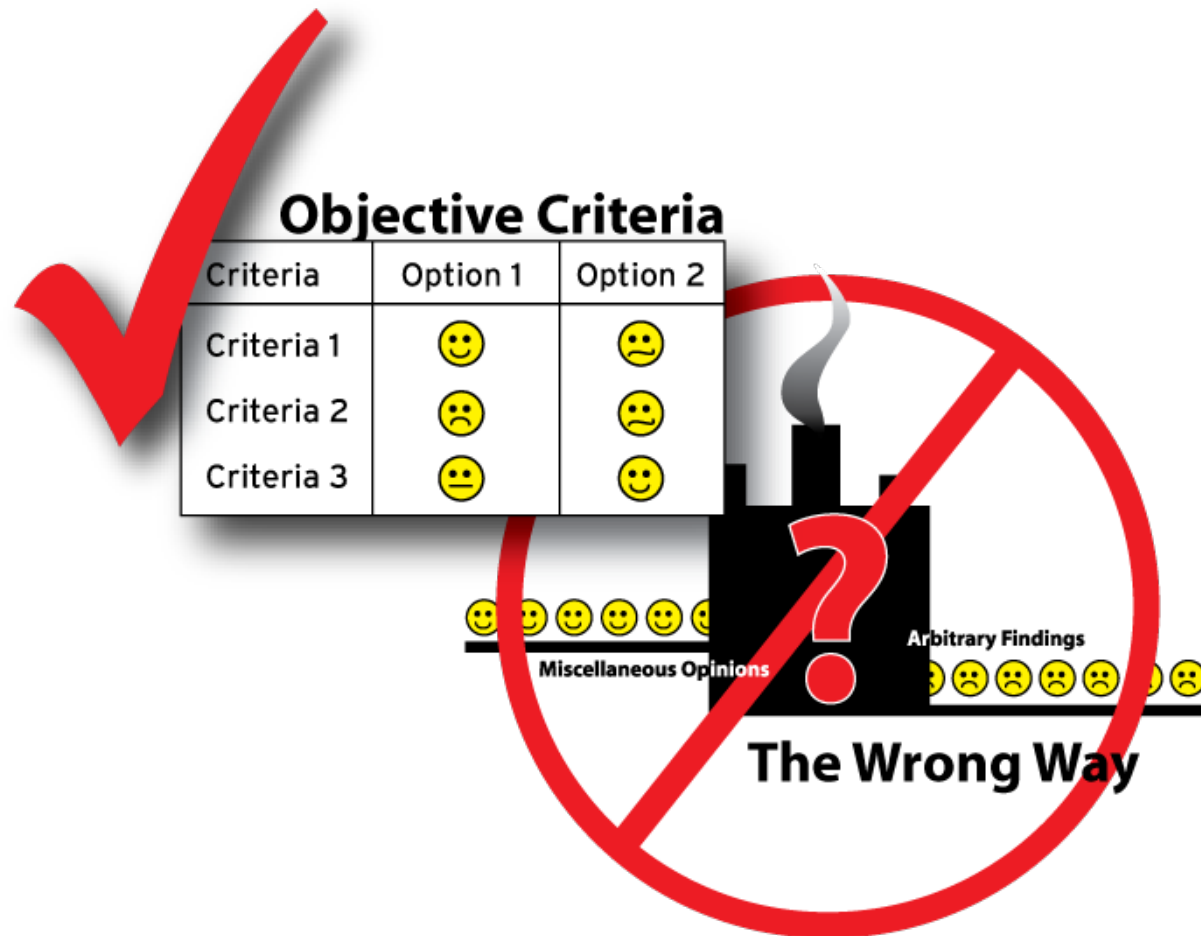 Objective Criteria
Criteria Option 1 Option 2
Criteria 1
Criteria 2
Criteria 3
?
Arbitrary Findings
Miscellaneous Opinions
The Wrong Way